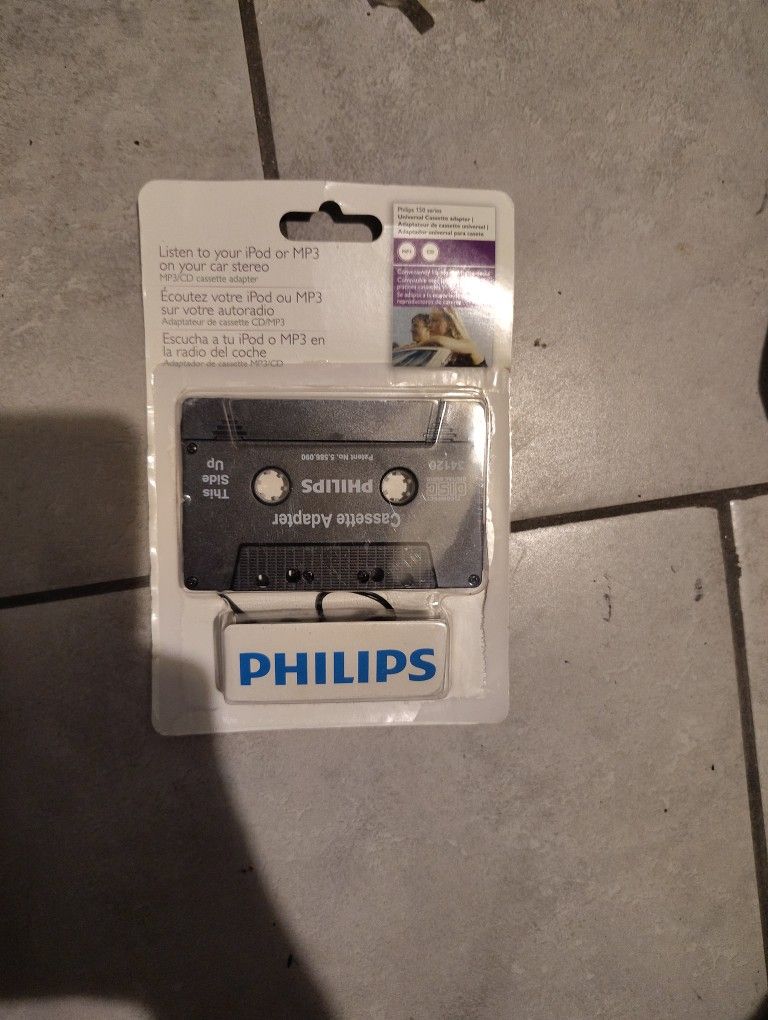 Listen to your iPod or MP3
on your car stereo
MP3/CD cassette adapter
Écoutez votre iPod ou MP3
sur votre autoradio
Adaptateur de cassette CD/MP3
Escucha a tu iPod o MP3 en
la radio del coche
Adaptador de cassette MP3/CD
Philips 150 series
Universal Cassette adapter |
Adaptateur de cassette universel |
Adaptador universal para casete
MP3 CD
Cassette Adapter
PHILIPS
Patent No. 5,586,090
This
Side
Up
disc
34120
PHILIPS